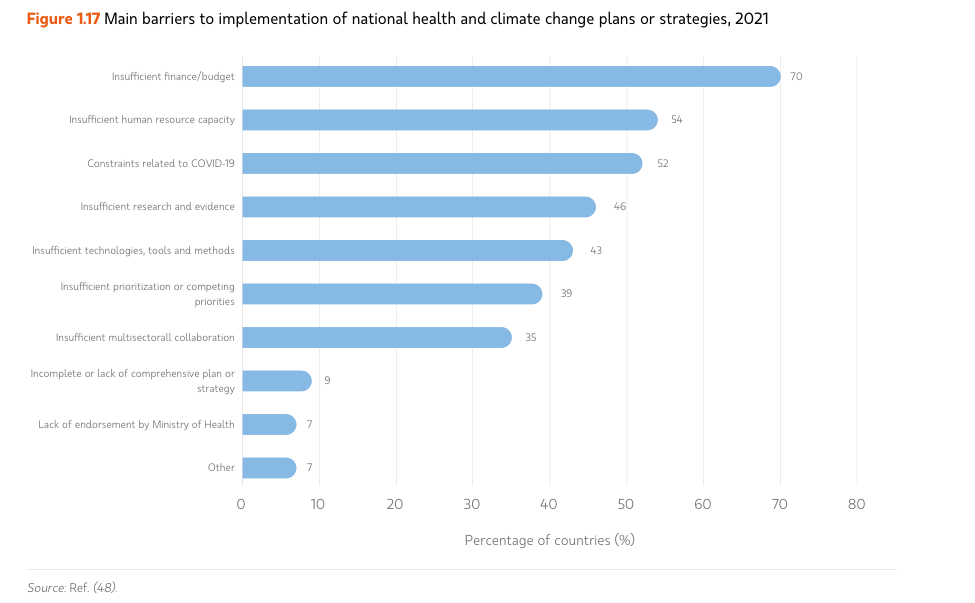 Figure 1.17 Main barriers to implementation of national health and climate change plans or strategies, 2021
Insufficient finance/budget
70
Insufficient human resource capacity
54
Constraints related to COVID-19
52
Insufficient research and evidence
46
Insufficient technologies, tools and methods
43
Insufficient prioritization or competing
priorities
39
Insufficient multisectorall collaboration
35
Incomplete or lack of comprehensive plan or
strategy
9
Lack of endorsement by Ministry of Health
7
Other
7
0 10 20 30 40 50 60 70 80
Percentage of countries (%)
Source: Ref. (48).